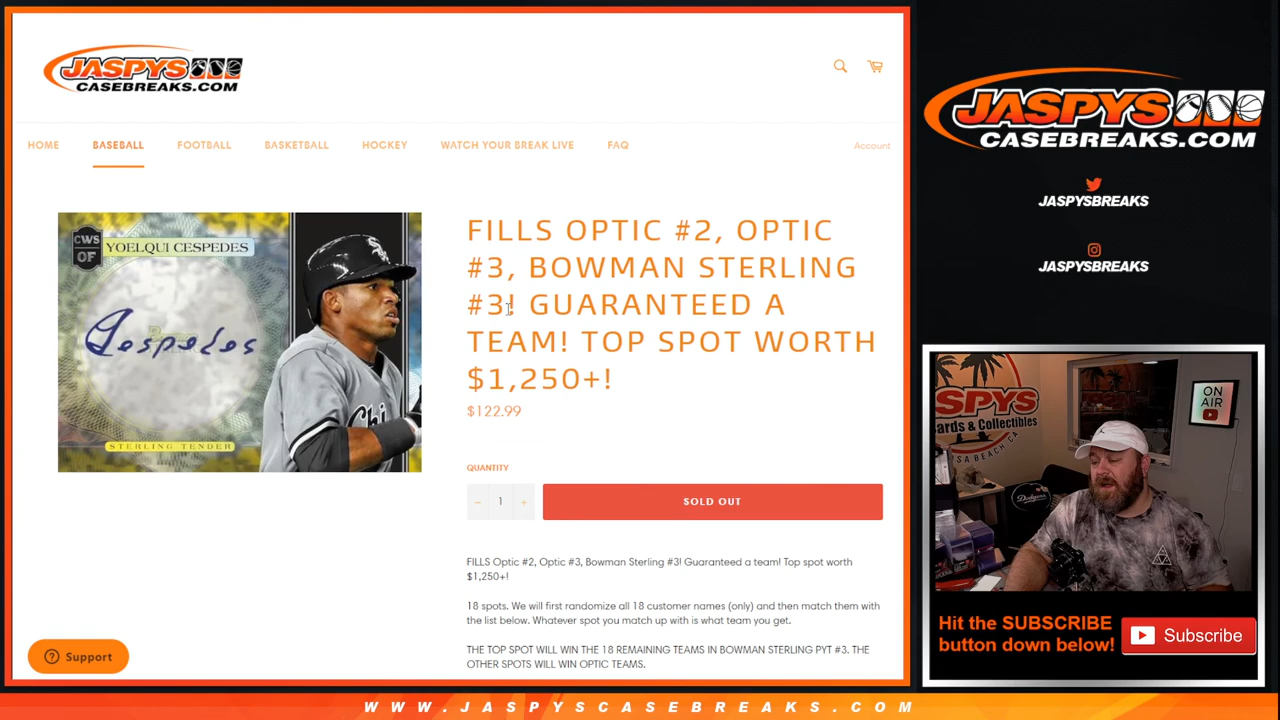 JASPYS
CASEBREAKS.COM
HOME BASEBALL FOOTBALL BASKETBALL HOCKEY WATCH YOUR BREAK LIVE FAQ Account
CWS
OF
YOELQUI CESPEDES
STERLING TENDER
FILLS OPTIC #2, OPTIC
#3, BOWMAN STERLING
#3! GUARANTEED A
TEAM! TOP SPOT WORTH
$1,250+!
$122.99
QUANTITY
− 1 +
SOLD OUT
FILLS Optic #2, Optic #3, Bowman Sterling #3! Guaranteed a team! Top spot worth
$1,250+!
18 spots. We will first randomize all 18 customer names (only) and then match them with
the list below. Whatever spot you match up with is what team you get.
THE TOP SPOT WILL WIN THE 18 REMAINING TEAMS IN BOWMAN STERLING PYT #3. THE
OTHER SPOTS WILL WIN OPTIC TEAMS.
Support
JASPYS
CASEBREAKS.COM
JASPYSBREAKS
JASPYSBREAKS
ON
AIR
Dodgers
Hit the SUBSCRIBE
button down below!
Subscribe
WWW.JASPYSCASEBREAKS.COM